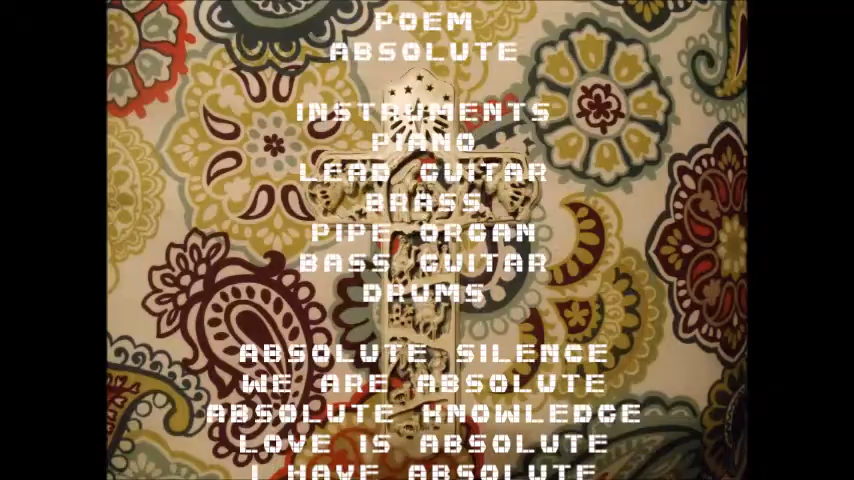 POEM
ABSOLUTE
INSTRUMENTS
PIANO
LEAD GUITAR
BRASS
PIPE ORGAN
BASS GUITAR
DRUMS
ABSOLUTE SILENCE
WE ARE ABSOLUTE
ABSOLUTE KNOWLEDGE
LOVE IS ABSOLUTE
I HAVE ABSOLUTE